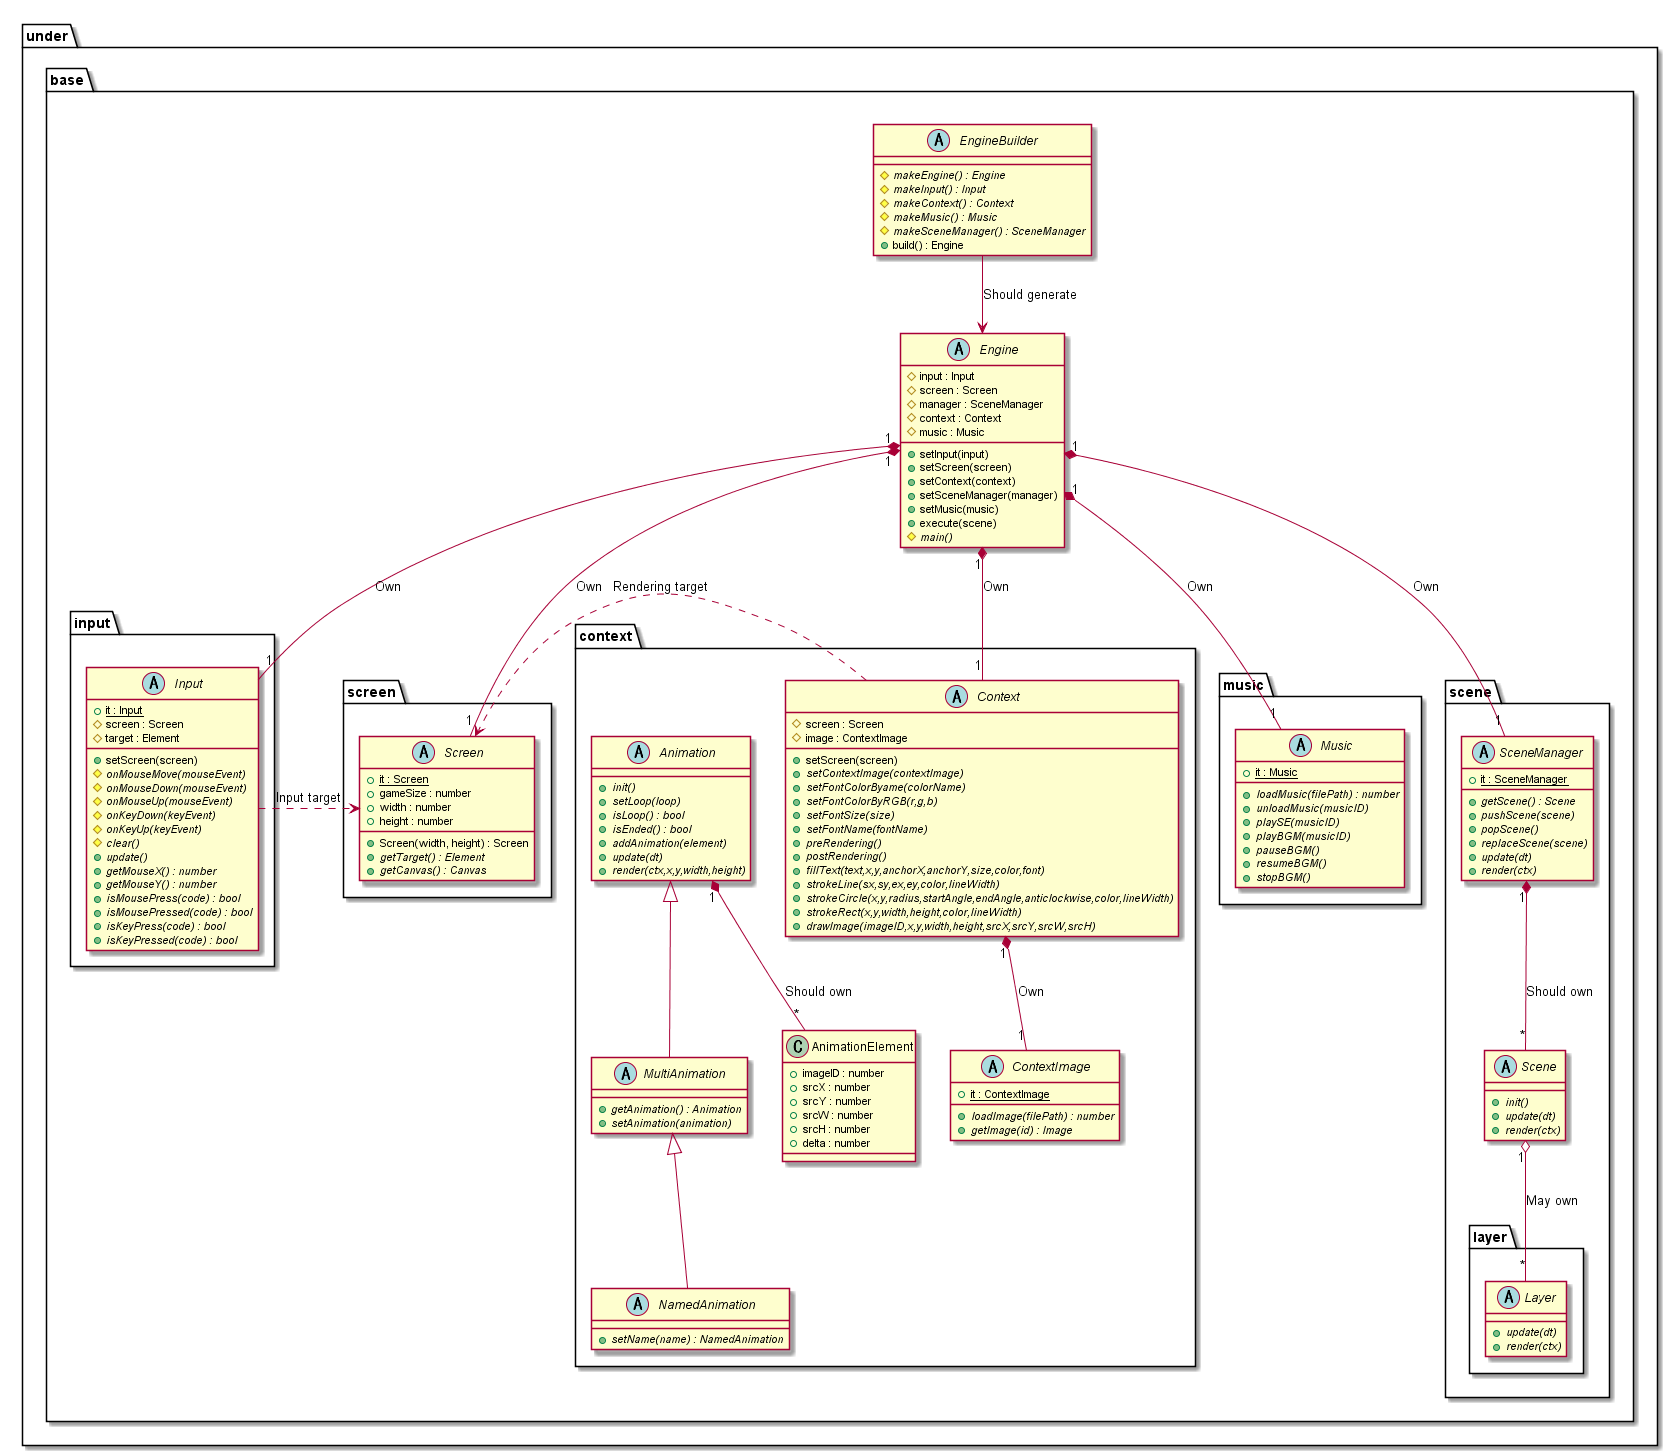 under
base
A EngineBuilder
makeEngine() : Engine
makeInput() : Input
makeContext() : Context
makeMusic() : Music
makeSceneManager() : SceneManager
build() : Engine
Should generate
A Engine
input : Input
screen : Screen
manager : SceneManager
context : Context
music : Music
setInput(input)
setScreen(screen)
setContext(context)
setSceneManager(manager)
setMusic(music)
execute(scene)
main()
1
1
1
1
1
Own
Own
Rendering target
Own
Own
Own
input
1
A Input
it : Input
screen : Screen
target : Element
setScreen(screen)
onMouseMove(mouseEvent)
onMouseDown(mouseEvent)
onMouseUp(mouseEvent)
onKeyDown(keyEvent)
onKeyUp(keyEvent)
clear()
update()
getMouseX() : number
getMouseY() : number
isMousePress(code) : bool
isMousePressed(code) : bool
isKeyPress(code) : bool
isKeyPressed(code) : bool
Input target
screen
1
A Screen
it : Screen
gameSize : number
width : number
height : number
Screen(width, height) : Screen
getTarget() : Element
getCanvas() : Canvas
context
A Animation
init()
setLoop(loop)
isLoop() : bool
isEnded() : bool
addAnimation(element)
update(dt)
render(ctx,x,y,width,height)
1
1
A Context
screen : Screen
image : ContextImage
setScreen(screen)
setContextImage(contextImage)
setFontColorByame(colorName)
setFontColorByRGB(r,g,b)
setFontSize(size)
setFontName(fontName)
preRendering()
postRendering()
fillText(text,x,y,anchorX,anchorY,size,color,font)
strokeLine(sx,sy,ex,ey,color,lineWidth)
strokeCircle(x,y,radius,startAngle,endAngle,anticlockwise,color,lineWidth)
strokeRect(x,y,width,height,color,lineWidth)
drawImage(imageID,x,y,width,height,srcX,srcY,srcW,srcH)
1
Should own
*
Own
1
A MultiAnimation
getAnimation() : Animation
setAnimation(animation)
C AnimationElement
imageID : number
srcX : number
srcY : number
srcW : number
srcH : number
delta : number
A ContextImage
it : ContextImage
loadImage(filePath) : number
getImage(id) : Image
A NamedAnimation
setName(name) : NamedAnimation
music
1
A Music
it : Music
loadMusic(filePath) : number
unloadMusic(musicID)
playSE(musicID)
playBGM(musicID)
pauseBGM()
resumeBGM()
stopBGM()
scene
1
A SceneManager
it : SceneManager
getScene() : Scene
pushScene(scene)
popScene()
replaceScene(scene)
update(dt)
render(ctx)
1
Should own
*
A Scene
init()
update(dt)
render(ctx)
1
May own
layer
*
A Layer
update(dt)
render(ctx)